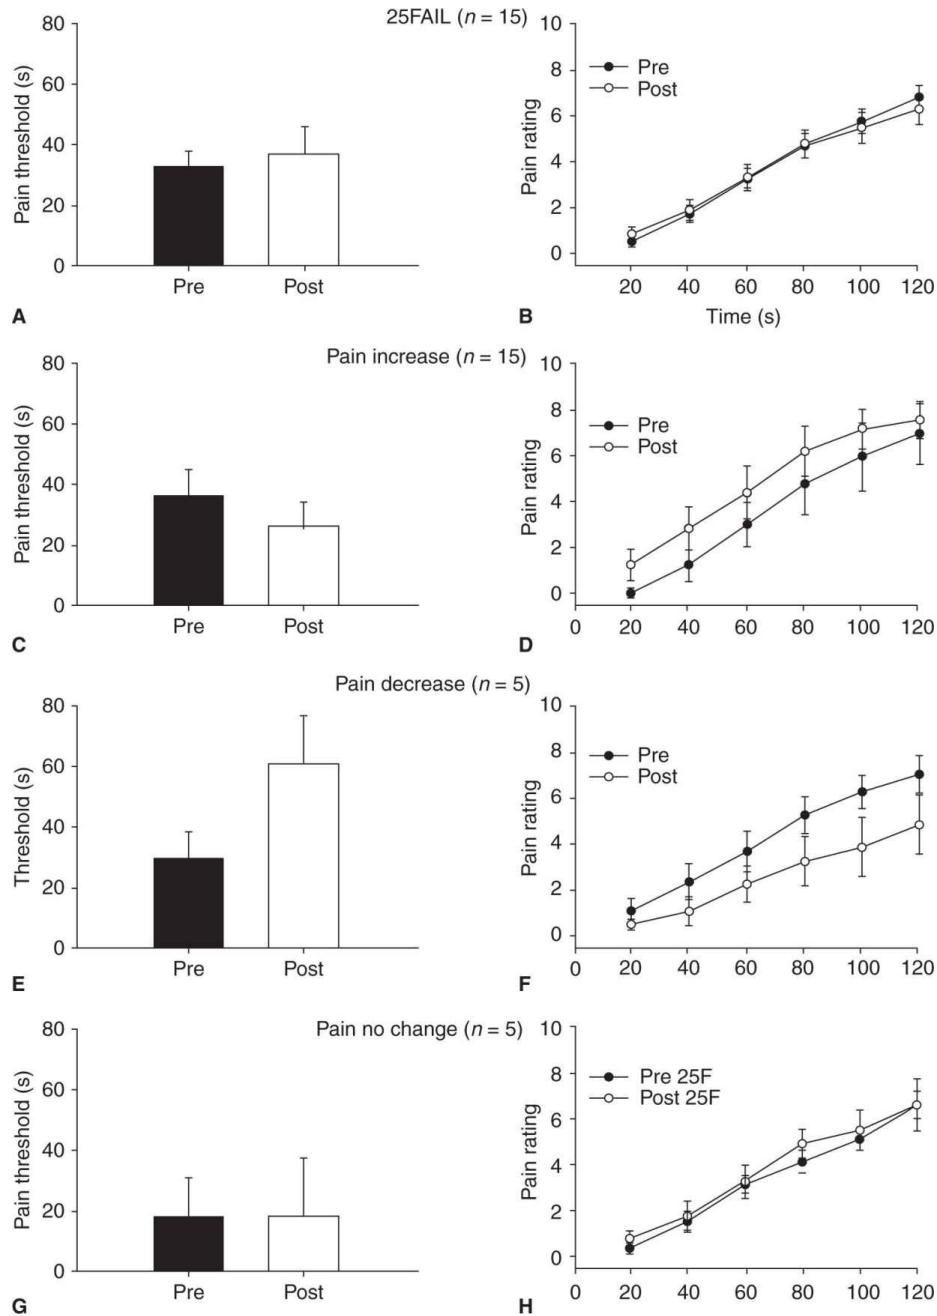 25FAIL (n = 15)
80
60
40
20
0
Pain threshold (s)
Pre
Post
A
10
8
6
4
2
0
Pain rating
Pre
Post
20
40
60
80
100
120
B
Time (s)
Pain increase (n = 15)
80
60
40
20
0
Pain threshold (s)
Pre
Post
C
10
8
6
4
2
0
Pain rating
Pre
Post
0
20
40
60
80
100
120
D
Pain decrease (n = 5)
80
60
40
20
0
Threshold (s)
Pre
Post
E
10
8
6
4
2
0
Pain rating
Pre
Post
0
20
40
60
80
100
120
F
Pain no change (n = 5)
80
60
40
20
0
Pain threshold (s)
Pre
Post
G
10
8
6
4
2
0
Pain rating
Pre 25F
Post 25F
0
20
40
60
80
100
120
H